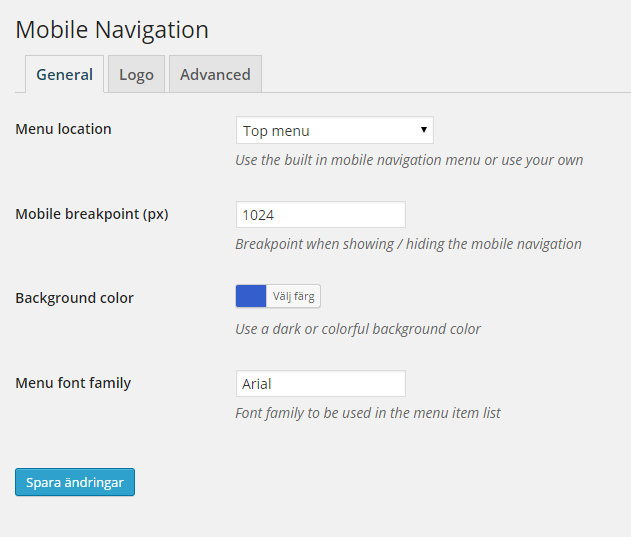 Mobile Navigation
General Logo Advanced
Menu location Top menu
Use the built in mobile navigation menu or use your own
Mobile breakpoint (px) 1024
Breakpoint when showing / hiding the mobile navigation
Background color Välj färg
Use a dark or colorful background color
Menu font family Arial
Font family to be used in the menu item list
Spara ändringar